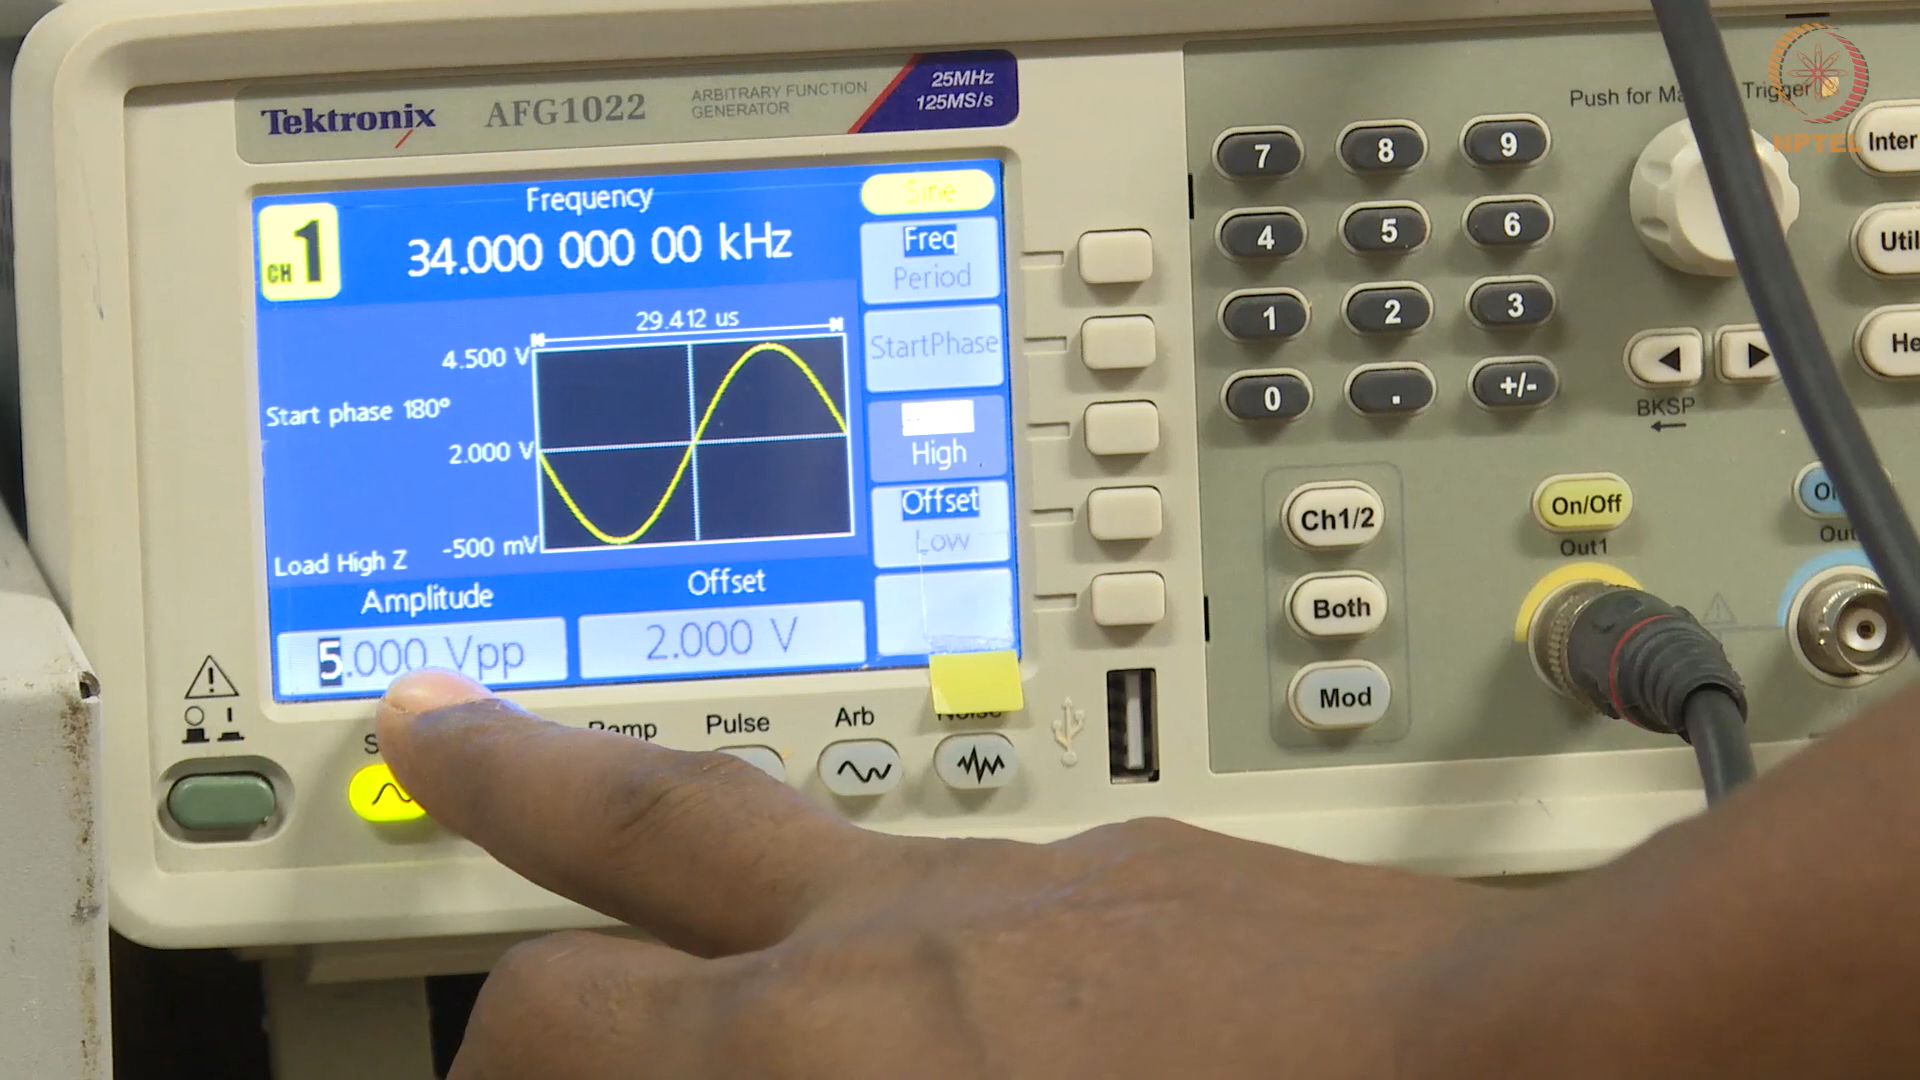 Tektronix AFG1022 ARBITRARY FUNCTION GENERATOR
25MHz
125MS/s
CH 1
Frequency
34.000 000 00 kHz
Sine
Freq
Period
StartPhase
High
Offset
Low
29.412 us
4.500 V
Start phase 180°
2.000 V
Load High Z
-500 mV
Amplitude
Offset
5.000 Vpp
2.000 V
Ramp
Pulse
Arb
Noise
7 8 9
4 5 6
1 2 3
0 . +/-
BKSP
Push for Trigger
Ch1/2
Both
Mod
On/Off
Out1
Inter
NPTEL